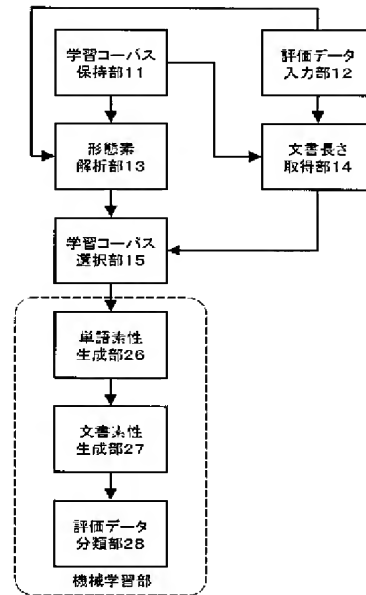 学習コーパス
保持部11
評価データ
入力部12
形態素
解析部13
文書長さ
取得部14
学習コーパス
選択部15
単語素性
生成部26
文書素性
生成部27
評価データ
分類部28
機械学習部